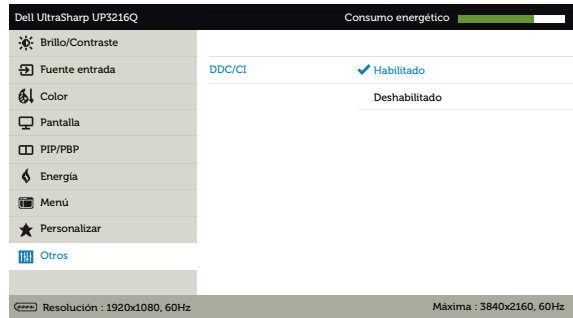 Dell UltraSharp UP3216Q
Consumo energético
Brillo/Contraste
Fuente entrada
Color
Pantalla
PIP/PBP
Energía
Menú
Personalizar
Otros
DDC/CI
Habilitado
Deshabilitado
Resolución : 1920x1080, 60Hz
Máxima : 3840x2160, 60Hz